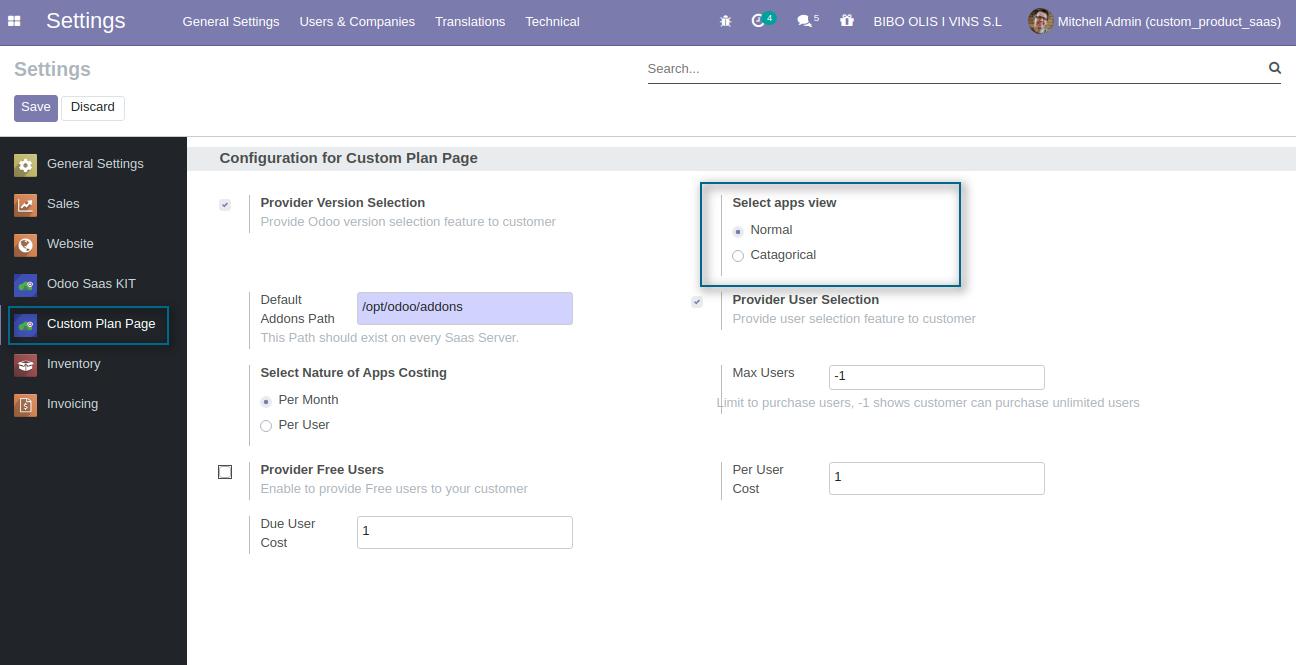 Settings
General Settings
Users & Companies
Translations
Technical
4
5
BIBO OLIS I VINS S.L
Mitchell Admin (custom_product_saas)
Settings
Search...
Save
Discard
General Settings
Sales
Website
Odoo Saas KIT
Custom Plan Page
Inventory
Invoicing
Configuration for Custom Plan Page
Provider Version Selection
Provide Odoo version selection feature to customer
Select apps view
Normal
Catagorical
Default
Addons Path
/opt/odoo/addons
This Path should exist on every Saas Server.
Provider User Selection
Provide user selection feature to customer
Select Nature of Apps Costing
Per Month
Per User
Max Users
-1
Limit to purchase users, -1 shows customer can purchase unlimited users
Provider Free Users
Enable to provide Free users to your customer
Per User
Cost
1
Due User
Cost
1